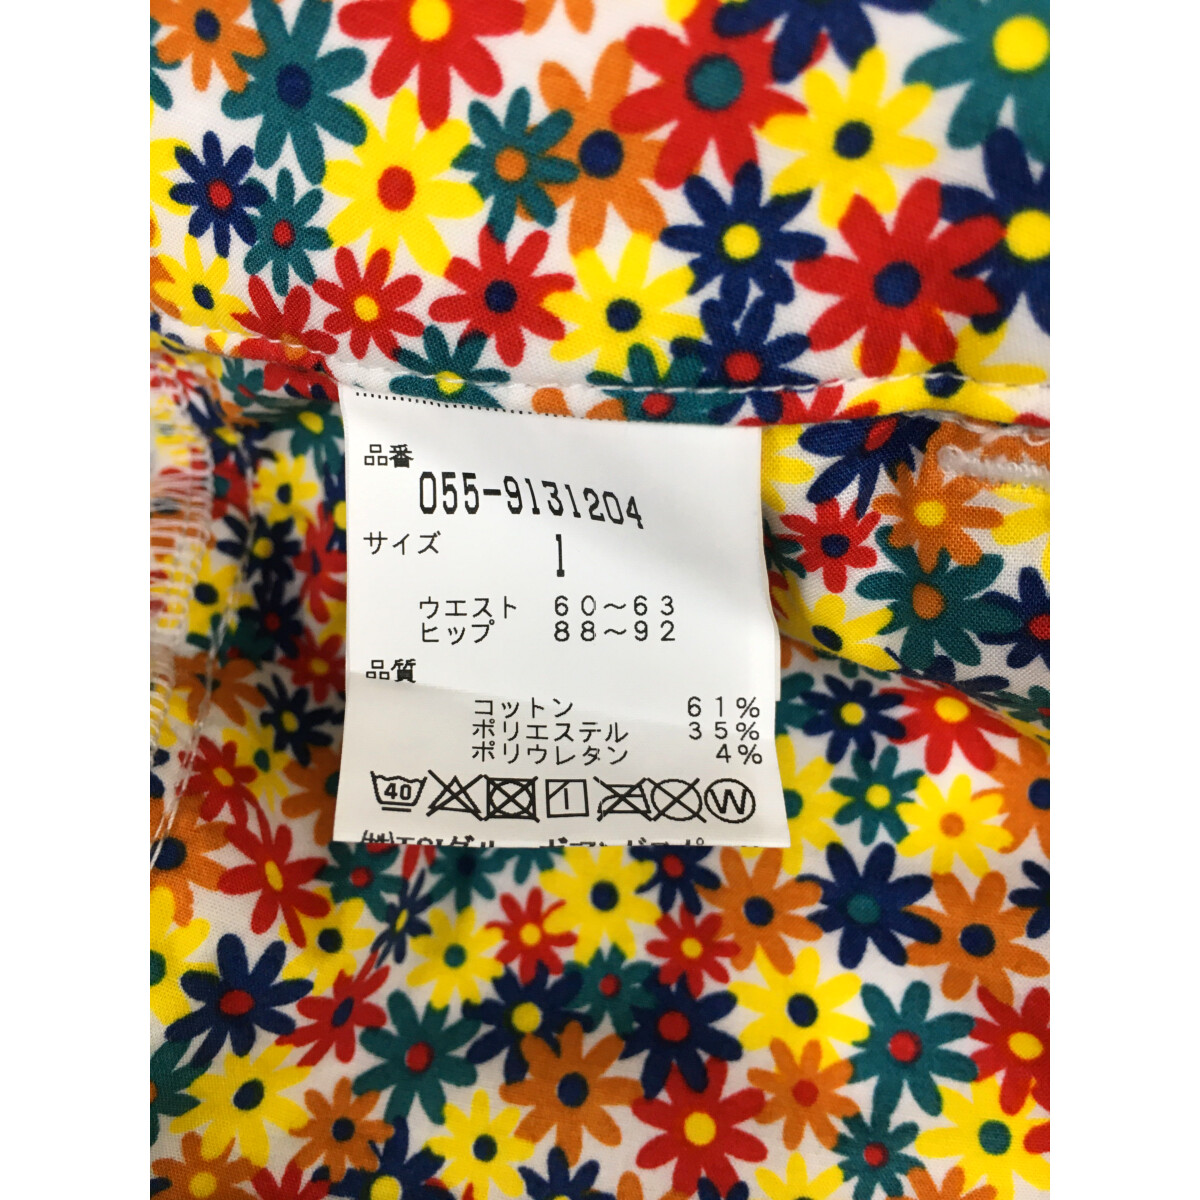 品番
055-9131204
サイズ 1
ウエスト 60～63
ヒップ 88～92
品質
コットン 61%
ポリエステル 35%
ポリウレタン 4%
40 W